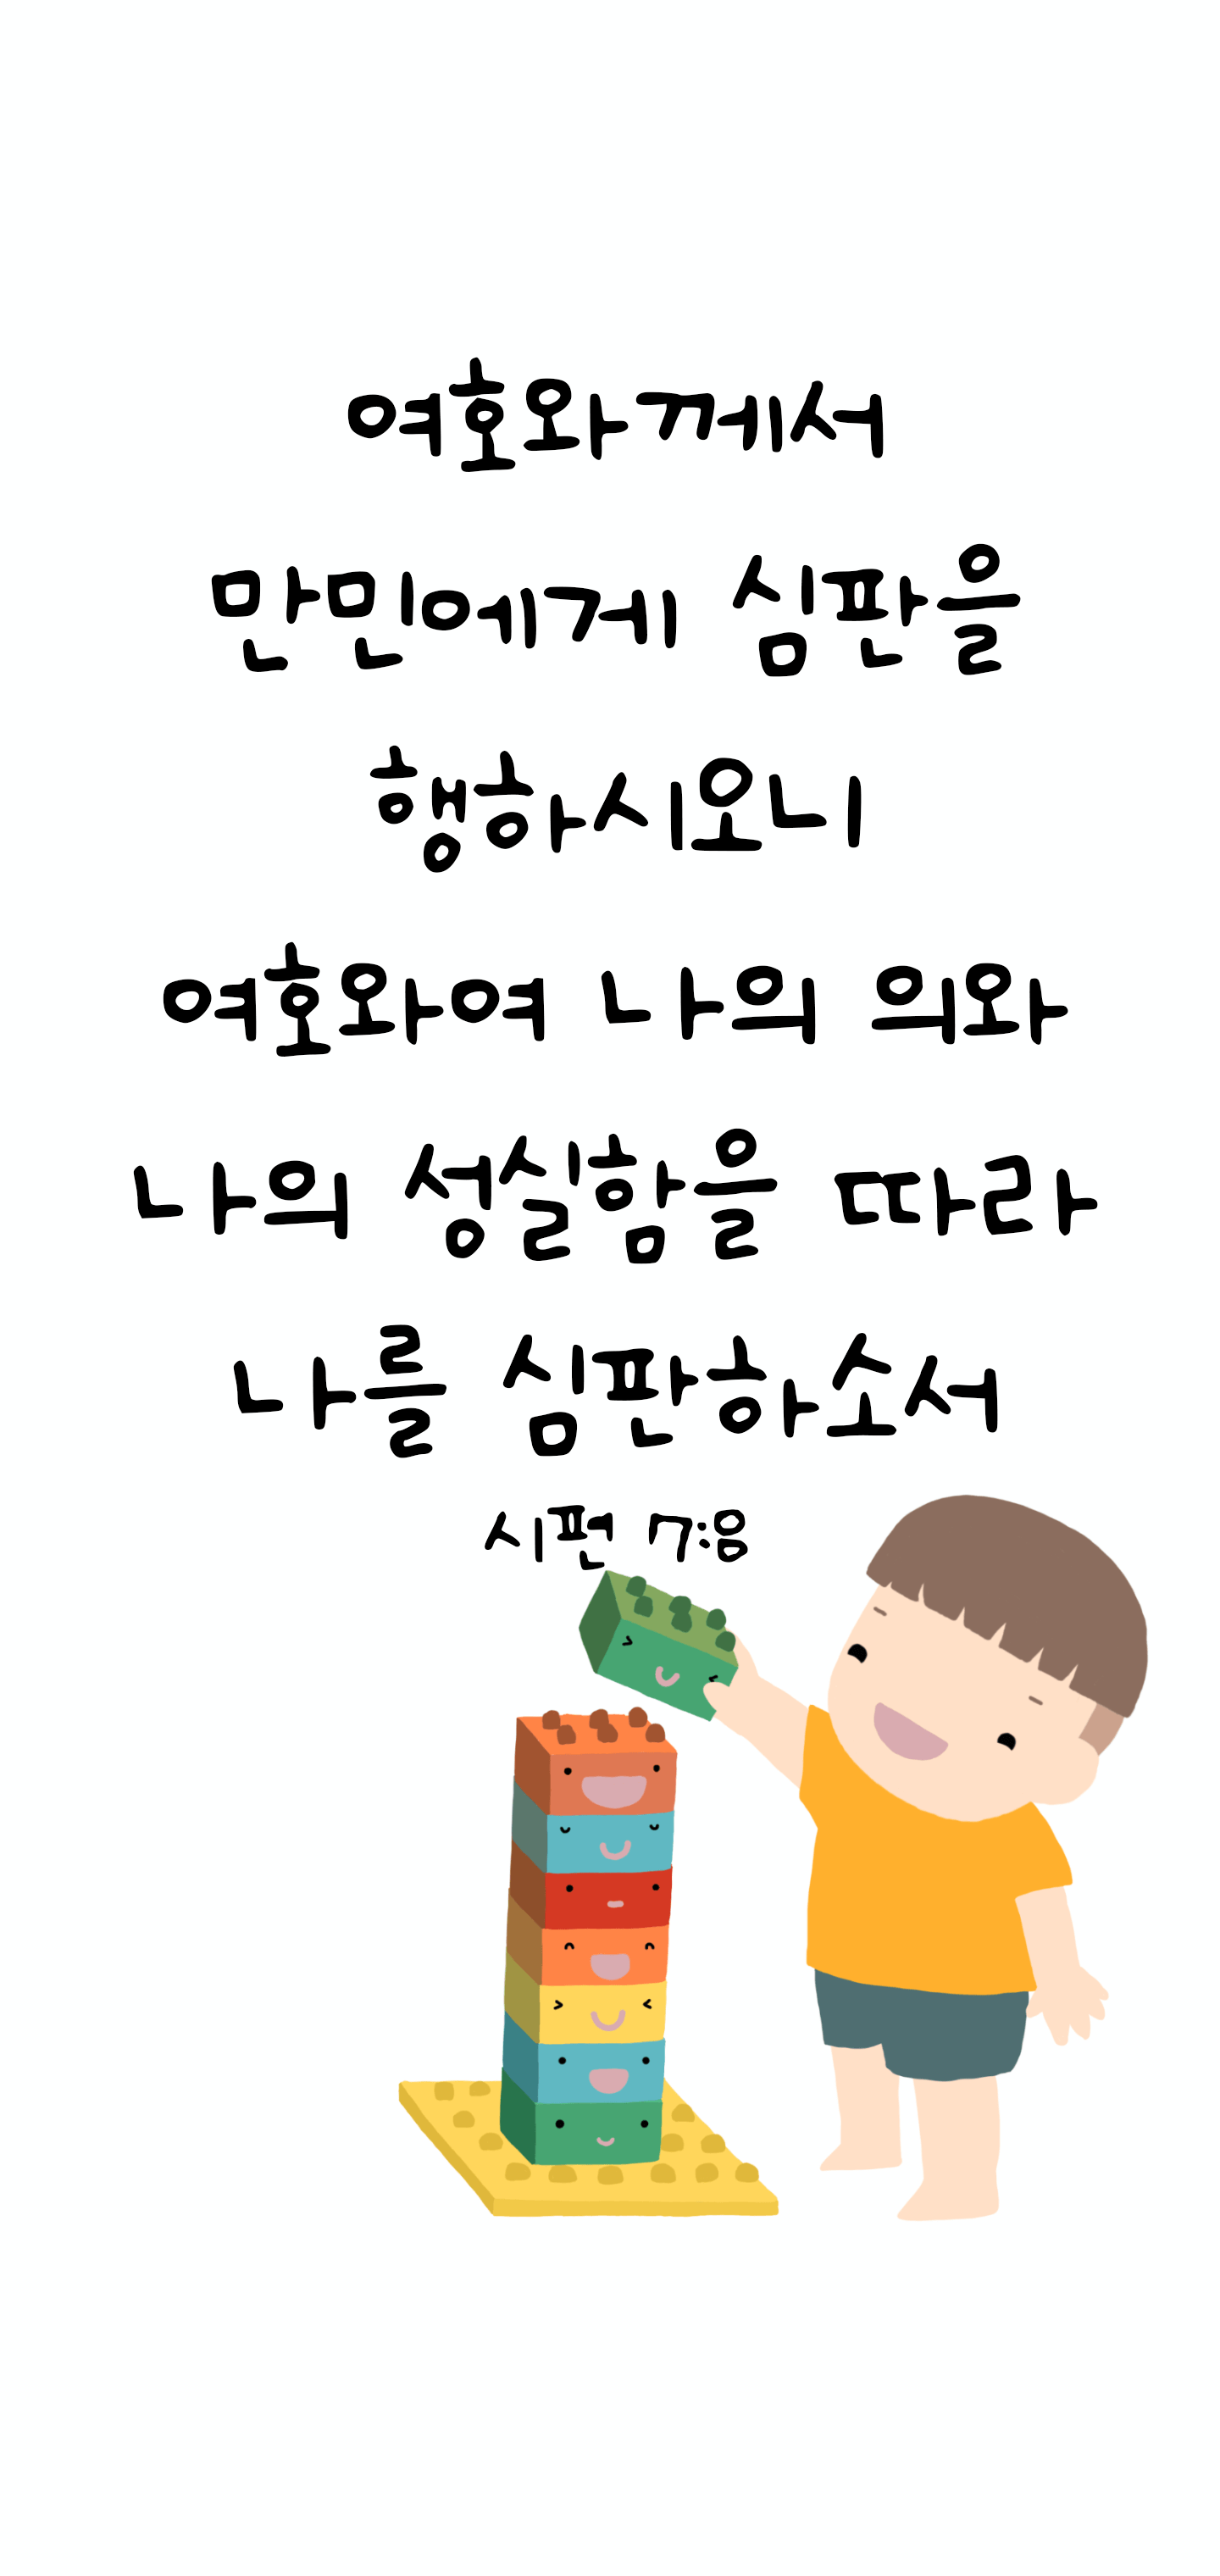 여호와께서
만민에게 심판을
행하시오니
여호와여 나의 의와
나의 성실함을 따라
나를 심판하소서
시편 7:8